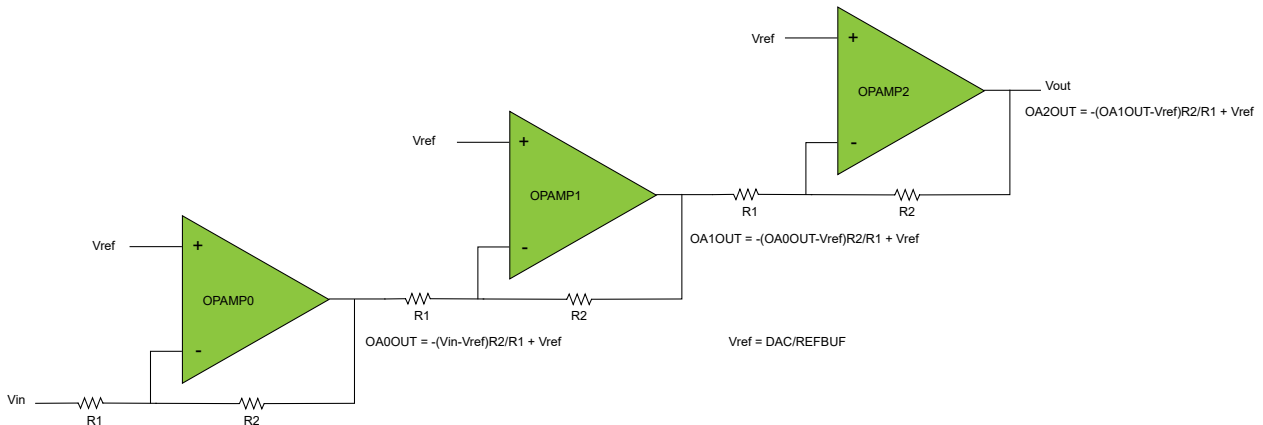 Vref
+
OPAMP2
-
Vout
OA2OUT = -(OA1OUT-Vref)R2/R1 + Vref
R1
R2
Vref
+
OPAMP1
-
OA1OUT = -(OA0OUT-Vref)R2/R1 + Vref
R1
R2
Vref
+
OPAMP0
-
OA0OUT = -(Vin-Vref)R2/R1 + Vref
Vref = DAC/REFBUF
Vin
R1
R2